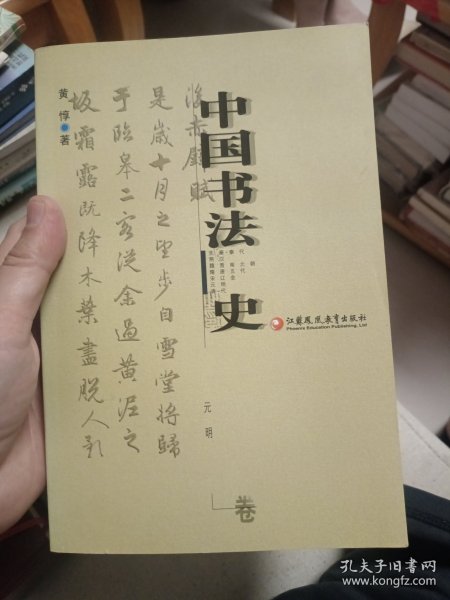 中国书法史
黄惇 著
后赤壁赋
是岁十月之望步自雪堂将归
于临皋二客从余过黄泥之
坂霜露既降木叶尽脱人影
江苏凤凰教育出版社
Phoenix Education Publishing, Ltd
元明
卷
孔夫子旧书网
www.kongfz.com